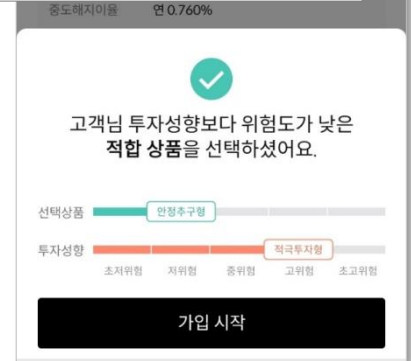 중도해지이율 연 0.760%
고객님 투자성향보다 위험도가 낮은
적합 상품을 선택하셨어요.
선택상품 안정추구형
투자성향 적극투자형
초저위험 저위험 중위험 고위험 초고위험
가입 시작